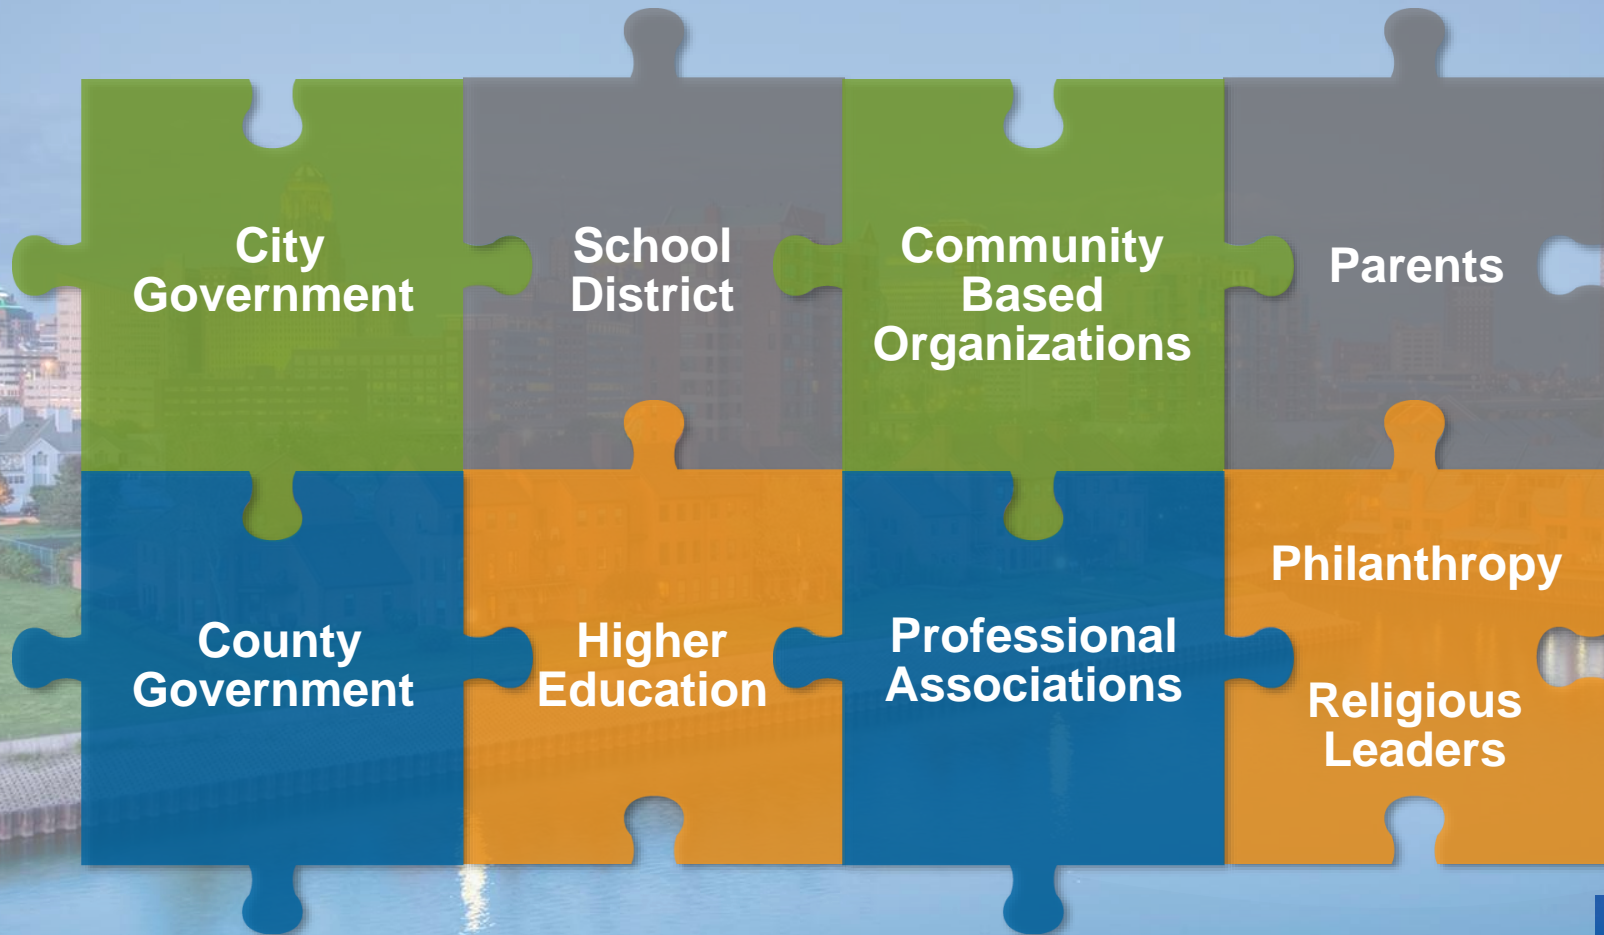 City
Government
School
District
Community
Based
Organizations
Parents
County
Government
Higher
Education
Professional
Associations
Philanthropy
Religious
Leaders